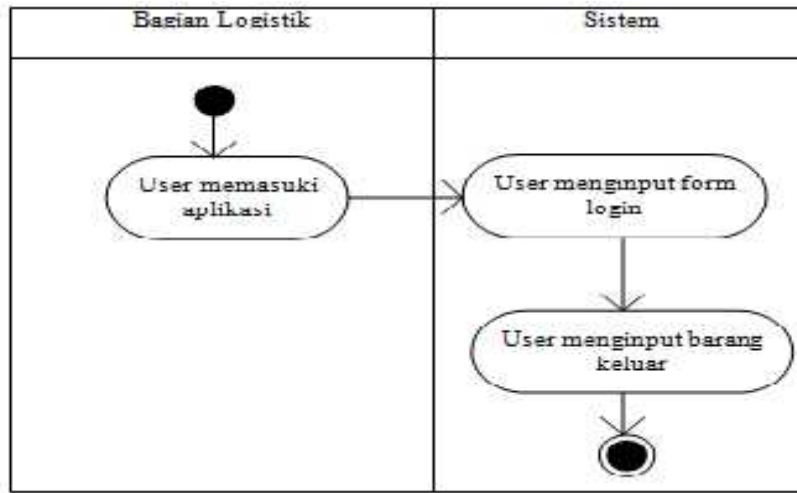 Bagian Logistik
Sistem
User memasuki
aplikasi
User menginput form
login
User menginput barang
keluar